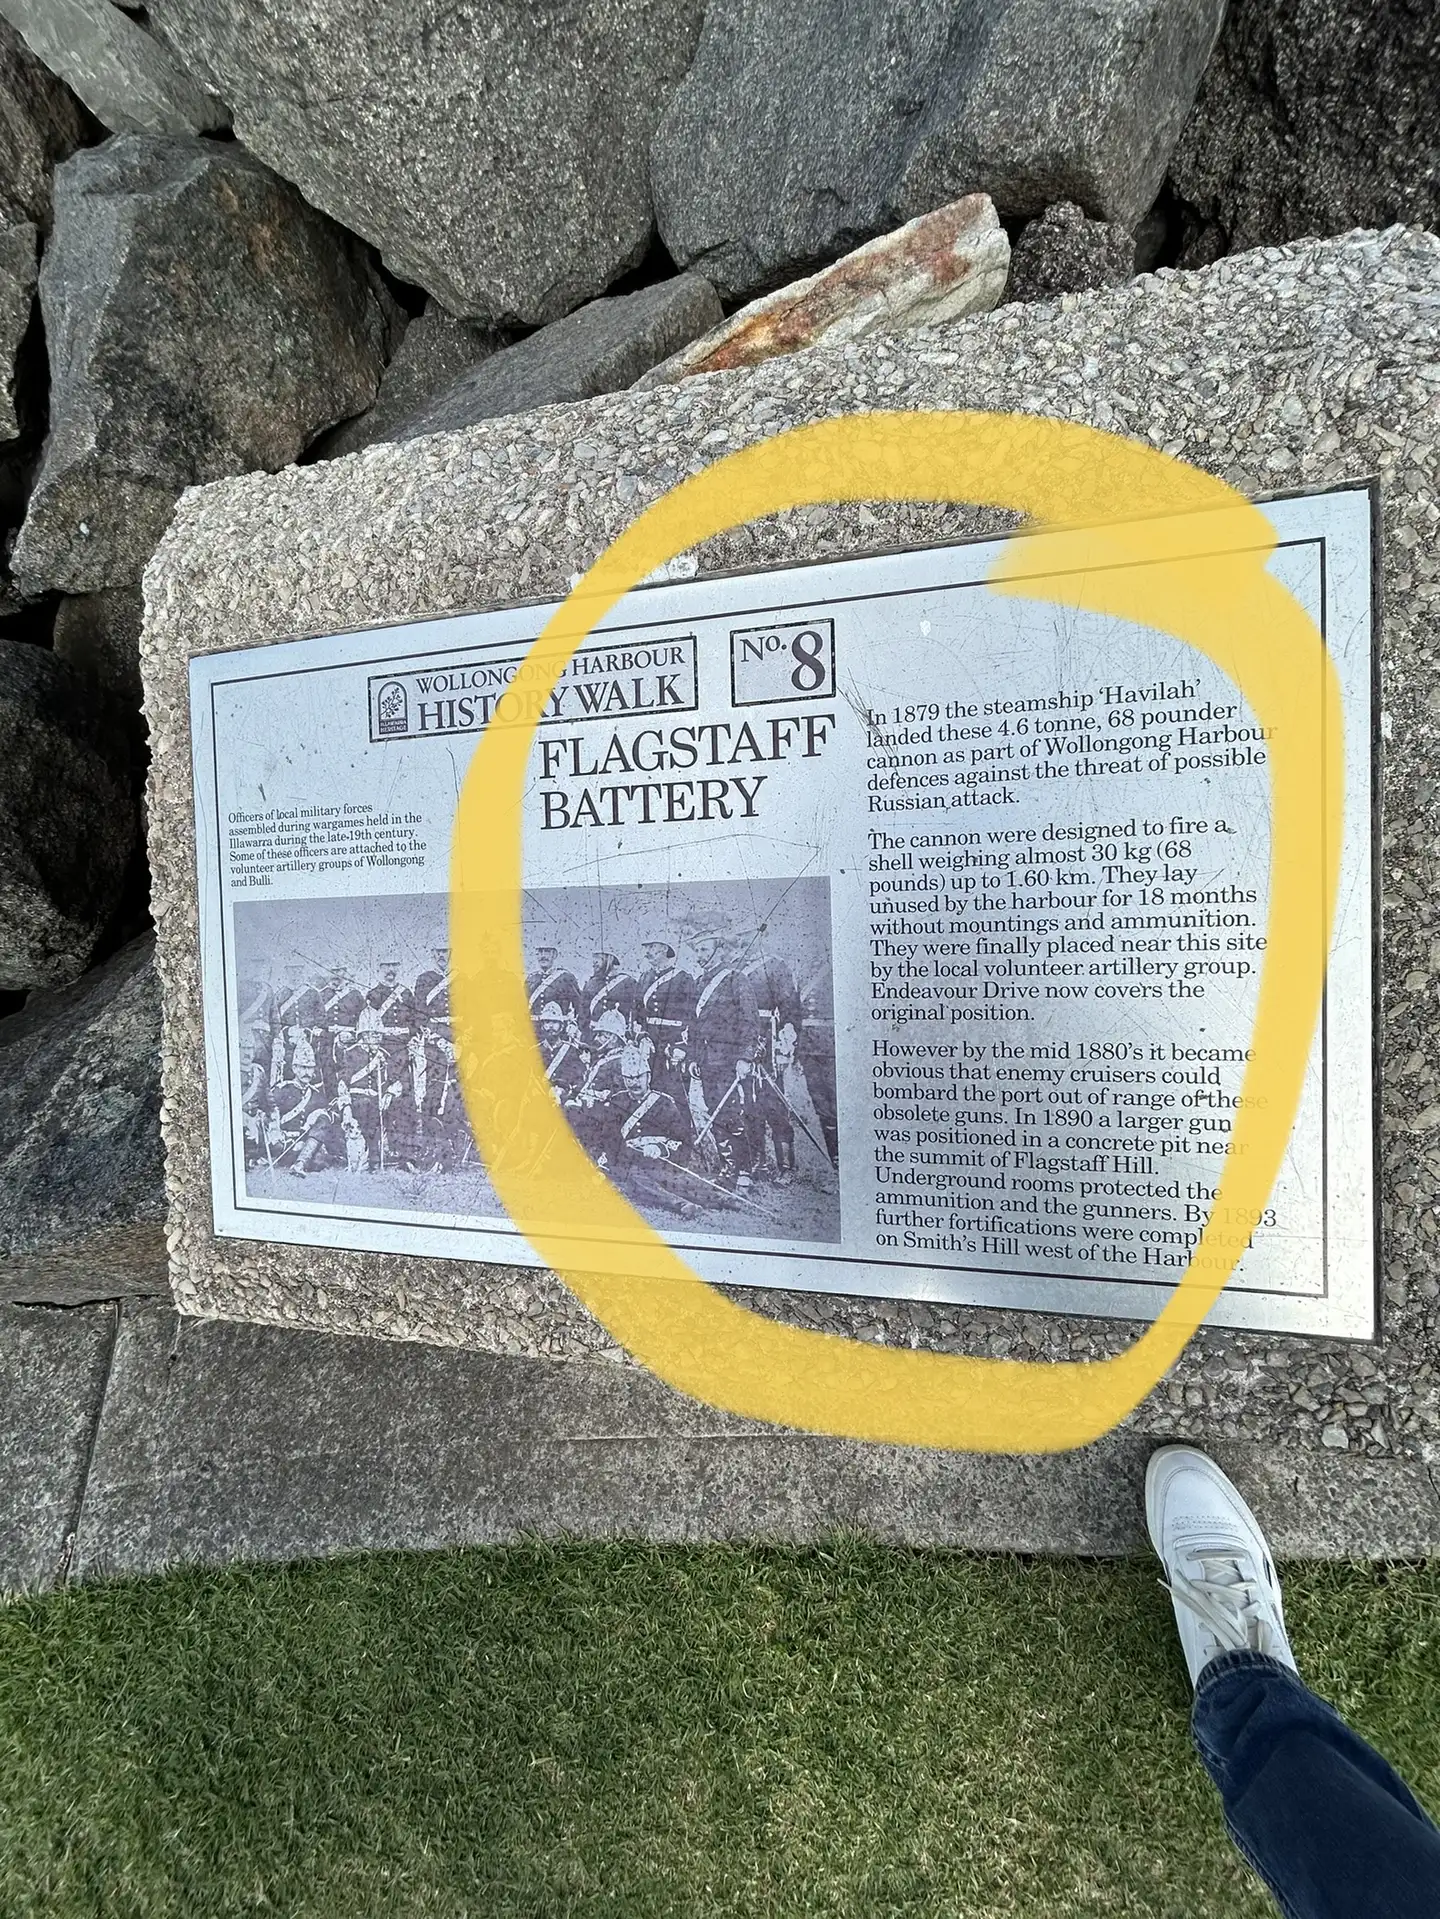 WOLLONGONG HARBOUR
HISTORY WALK
ILLAWARRA
HERITAGE
No. 8
FLAGSTAFF
BATTERY
Officers of local military forces
assembled during wargames held in the
Illawarra during the late-19th century.
Some of these officers are attached to the
volunteer artillery groups of Wollongong
and Bulli.
In 1879 the steamship ‘Havilah’
landed these 4.6 tonne, 68 pounder
cannon as part of Wollongong Harbour
defences against the threat of possible
Russian attack.
The cannon were designed to fire a
shell weighing almost 30 kg (68
pounds) up to 1.60 km. They lay
unused by the harbour for 18 months
without mountings and ammunition.
They were finally placed near this site
by the local volunteer artillery group.
Endeavour Drive now covers the
original position.
However by the mid 1880’s it became
obvious that enemy cruisers could
bombard the port out of range of these
obsolete guns. In 1890 a larger gun
was positioned in a concrete pit near
the summit of Flagstaff Hill.
Underground rooms protected the
ammunition and the gunners. By 1893
further fortifications were completed
on Smith’s Hill west of the Harbour.